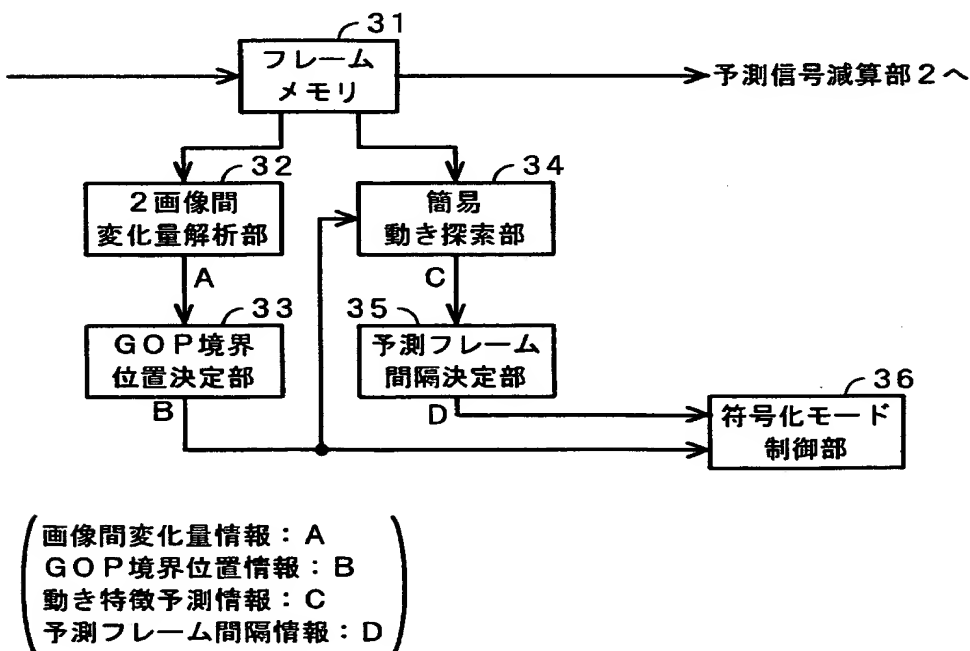 31
フレーム
メモリ
予測信号減算部2へ
32
2画像間
変化量解析部
34
簡易
動き探索部
A
C
33
GOP境界
位置決定部
35
予測フレーム
間隔決定部
B
D
36
符号化モード
制御部
画像間変化量情報：A
GOP境界位置情報：B
動き特徴予測情報：C
予測フレーム間隔情報：D